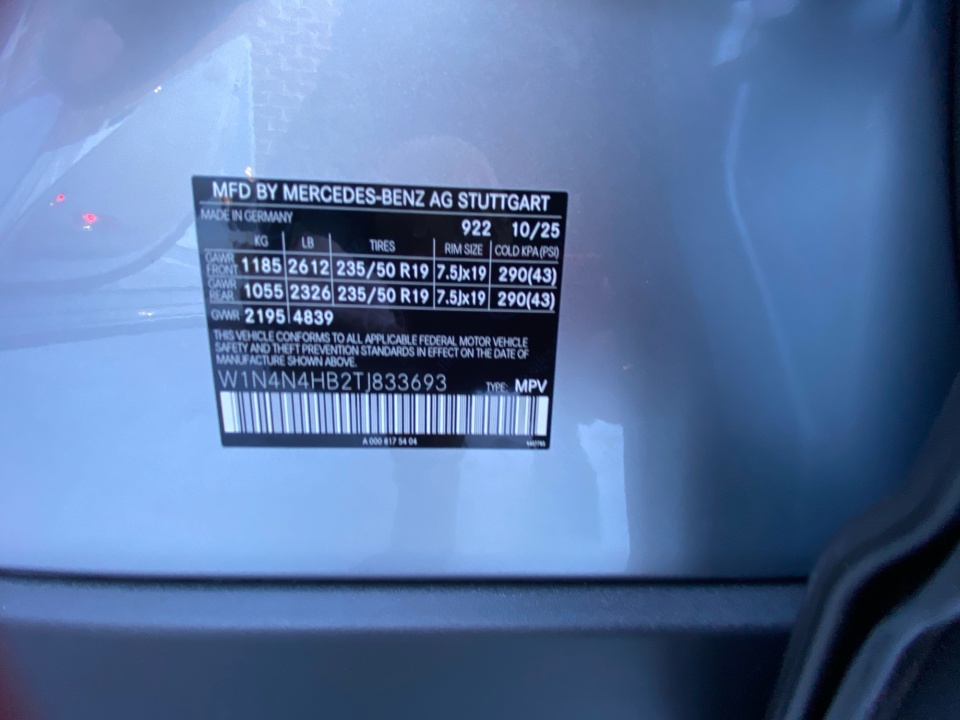 MFD BY MERCEDES-BENZ AG STUTTGART
MADE IN GERMANY
922 10/25
KG LB TIRES RIM SIZE COLD KPA (PSI)
GAWR FRONT 1185 2612 235/50 R19 7.5Jx19 290(43)
GAWR REAR 1055 2326 235/50 R19 7.5Jx19 290(43)
GVWR 2195 4839
THIS VEHICLE CONFORMS TO ALL APPLICABLE FEDERAL MOTOR VEHICLE
SAFETY AND THEFT PREVENTION STANDARDS IN EFFECT ON THE DATE OF
MANUFACTURE SHOWN ABOVE.
W1N4N4HB2TJ833693 TYPE: MPV
A 000 817 54 04